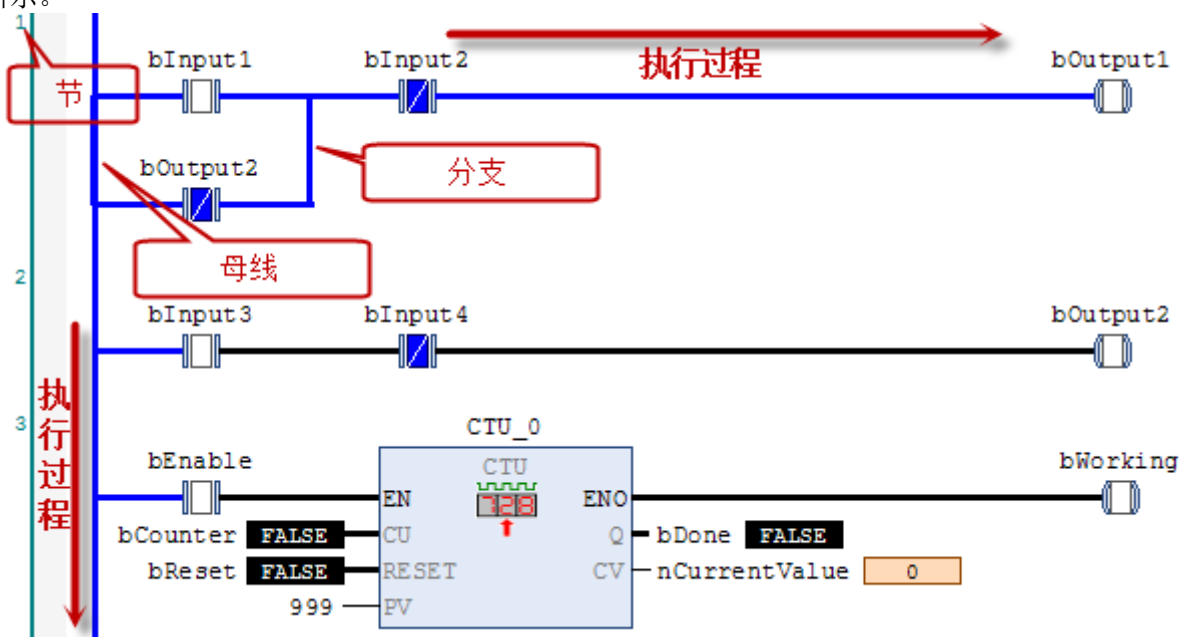 示。
1
bInput1 bInput2 执行过程 bOutput1
节
bOutput2 分支
母线
2
bInput3 bInput4 bOutput2
执行过程
3
CTU_0
bEnable CTU bWorking
728
EN ENO
bCounter FALSE CU Q bDone FALSE
bReset FALSE RESET CV nCurrentValue 0
999 PV